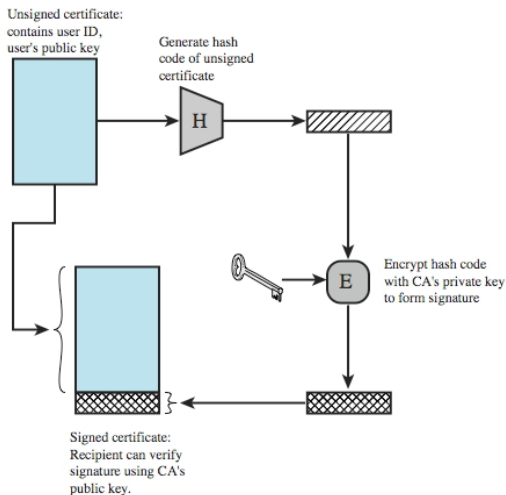 Unsigned certificate:
contains user ID,
user's public key
Generate hash
code of unsigned
certificate
H
E
Encrypt hash code
with CA's private key
to form signature
Signed certificate:
Recipient can verify
signature using CA's
public key.